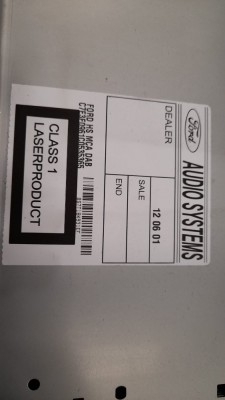 Ford
AUDIO SYSTEMS
12 06 01
DEALER
SALE
END
FORD HS MCA DAB
CLASS 1
LASERPRODUCT